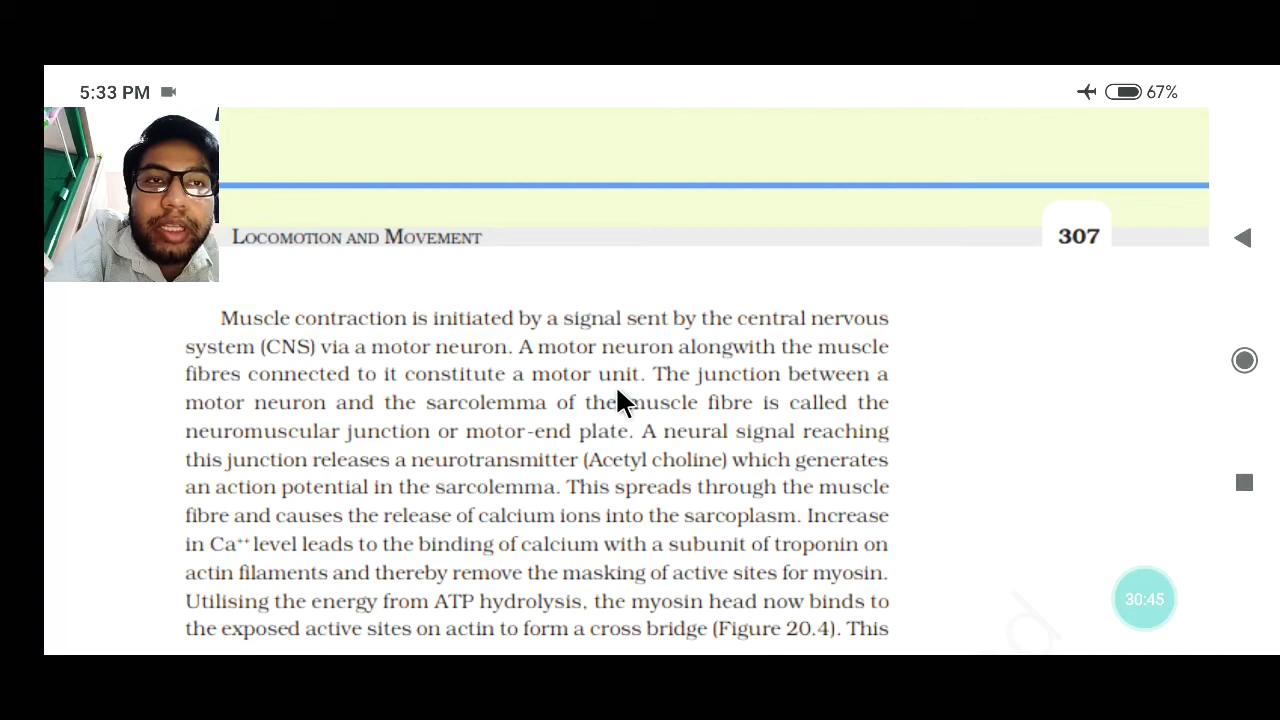 5:33 PM 67%
LOCOMOTION AND MOVEMENT 307
Muscle contraction is initiated by a signal sent by the central nervous
system (CNS) via a motor neuron. A motor neuron alongwith the muscle
fibres connected to it constitute a motor unit. The junction between a
motor neuron and the sarcolemma of the muscle fibre is called the
neuromuscular junction or motor-end plate. A neural signal reaching
this junction releases a neurotransmitter (Acetyl choline) which generates
an action potential in the sarcolemma. This spreads through the muscle
fibre and causes the release of calcium ions into the sarcoplasm. Increase
in Ca⁺⁺ level leads to the binding of calcium with a subunit of troponin on
actin filaments and thereby remove the masking of active sites for myosin.
Utilising the energy from ATP hydrolysis, the myosin head now binds to
the exposed active sites on actin to form a cross bridge (Figure 20.4). This
30:45